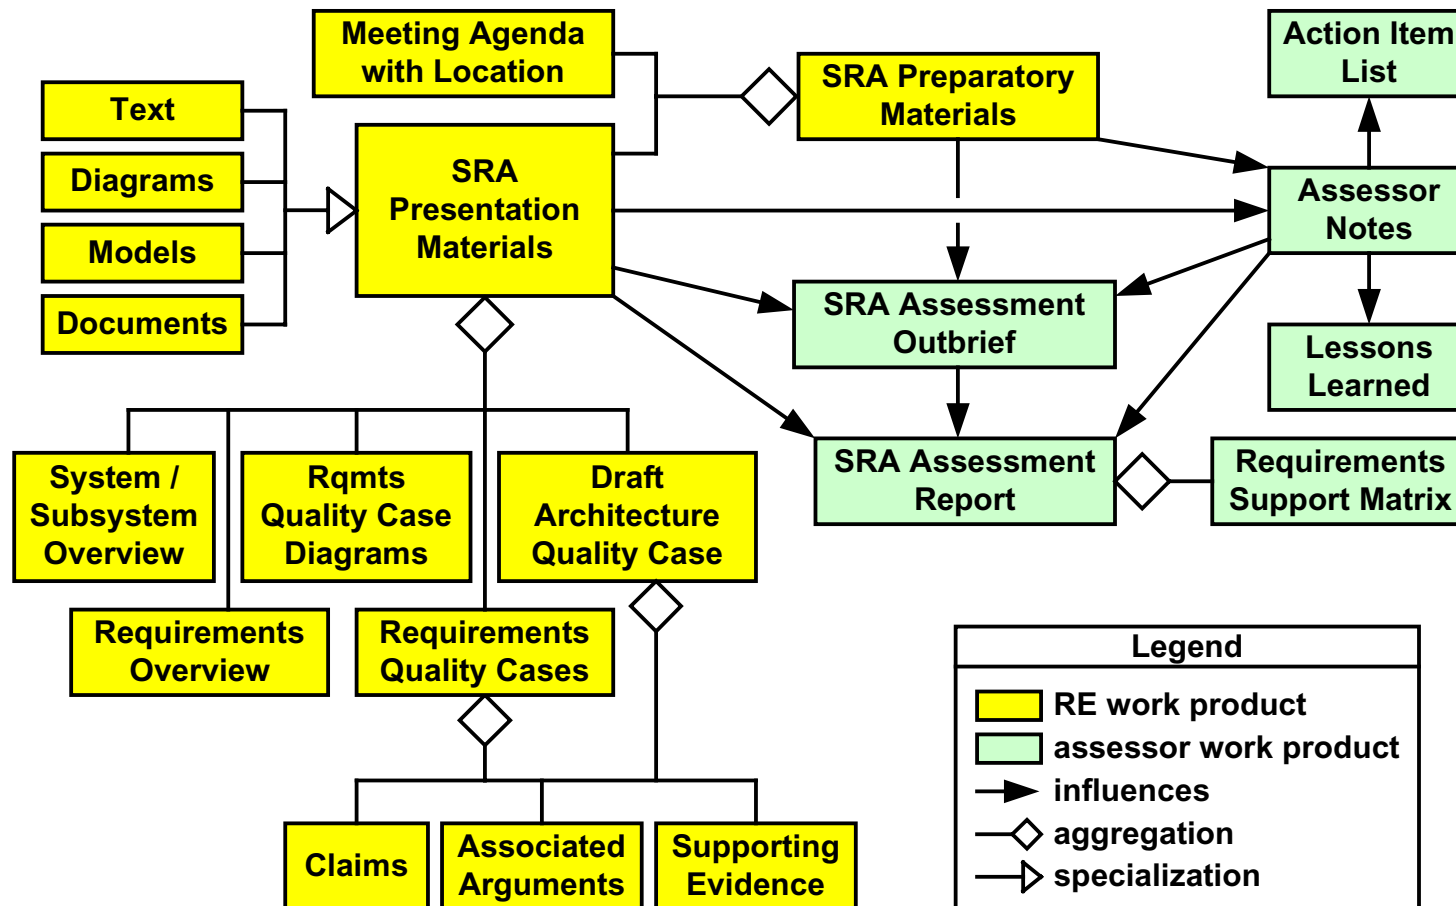 Meeting Agenda
with Location
SRA Preparatory
Materials
Action Item
List
Text
Diagrams
Models
Documents
SRA
Presentation
Materials
Assessor
Notes
SRA Assessment
Outbrief
Lessons
Learned
SRA Assessment
Report
Requirements
Support Matrix
System /
Subsystem
Overview
Rqmts
Quality Case
Diagrams
Draft
Architecture
Quality Case
Requirements
Overview
Requirements
Quality Cases
Claims
Associated
Arguments
Supporting
Evidence
Legend
RE work product
assessor work product
influences
aggregation
specialization